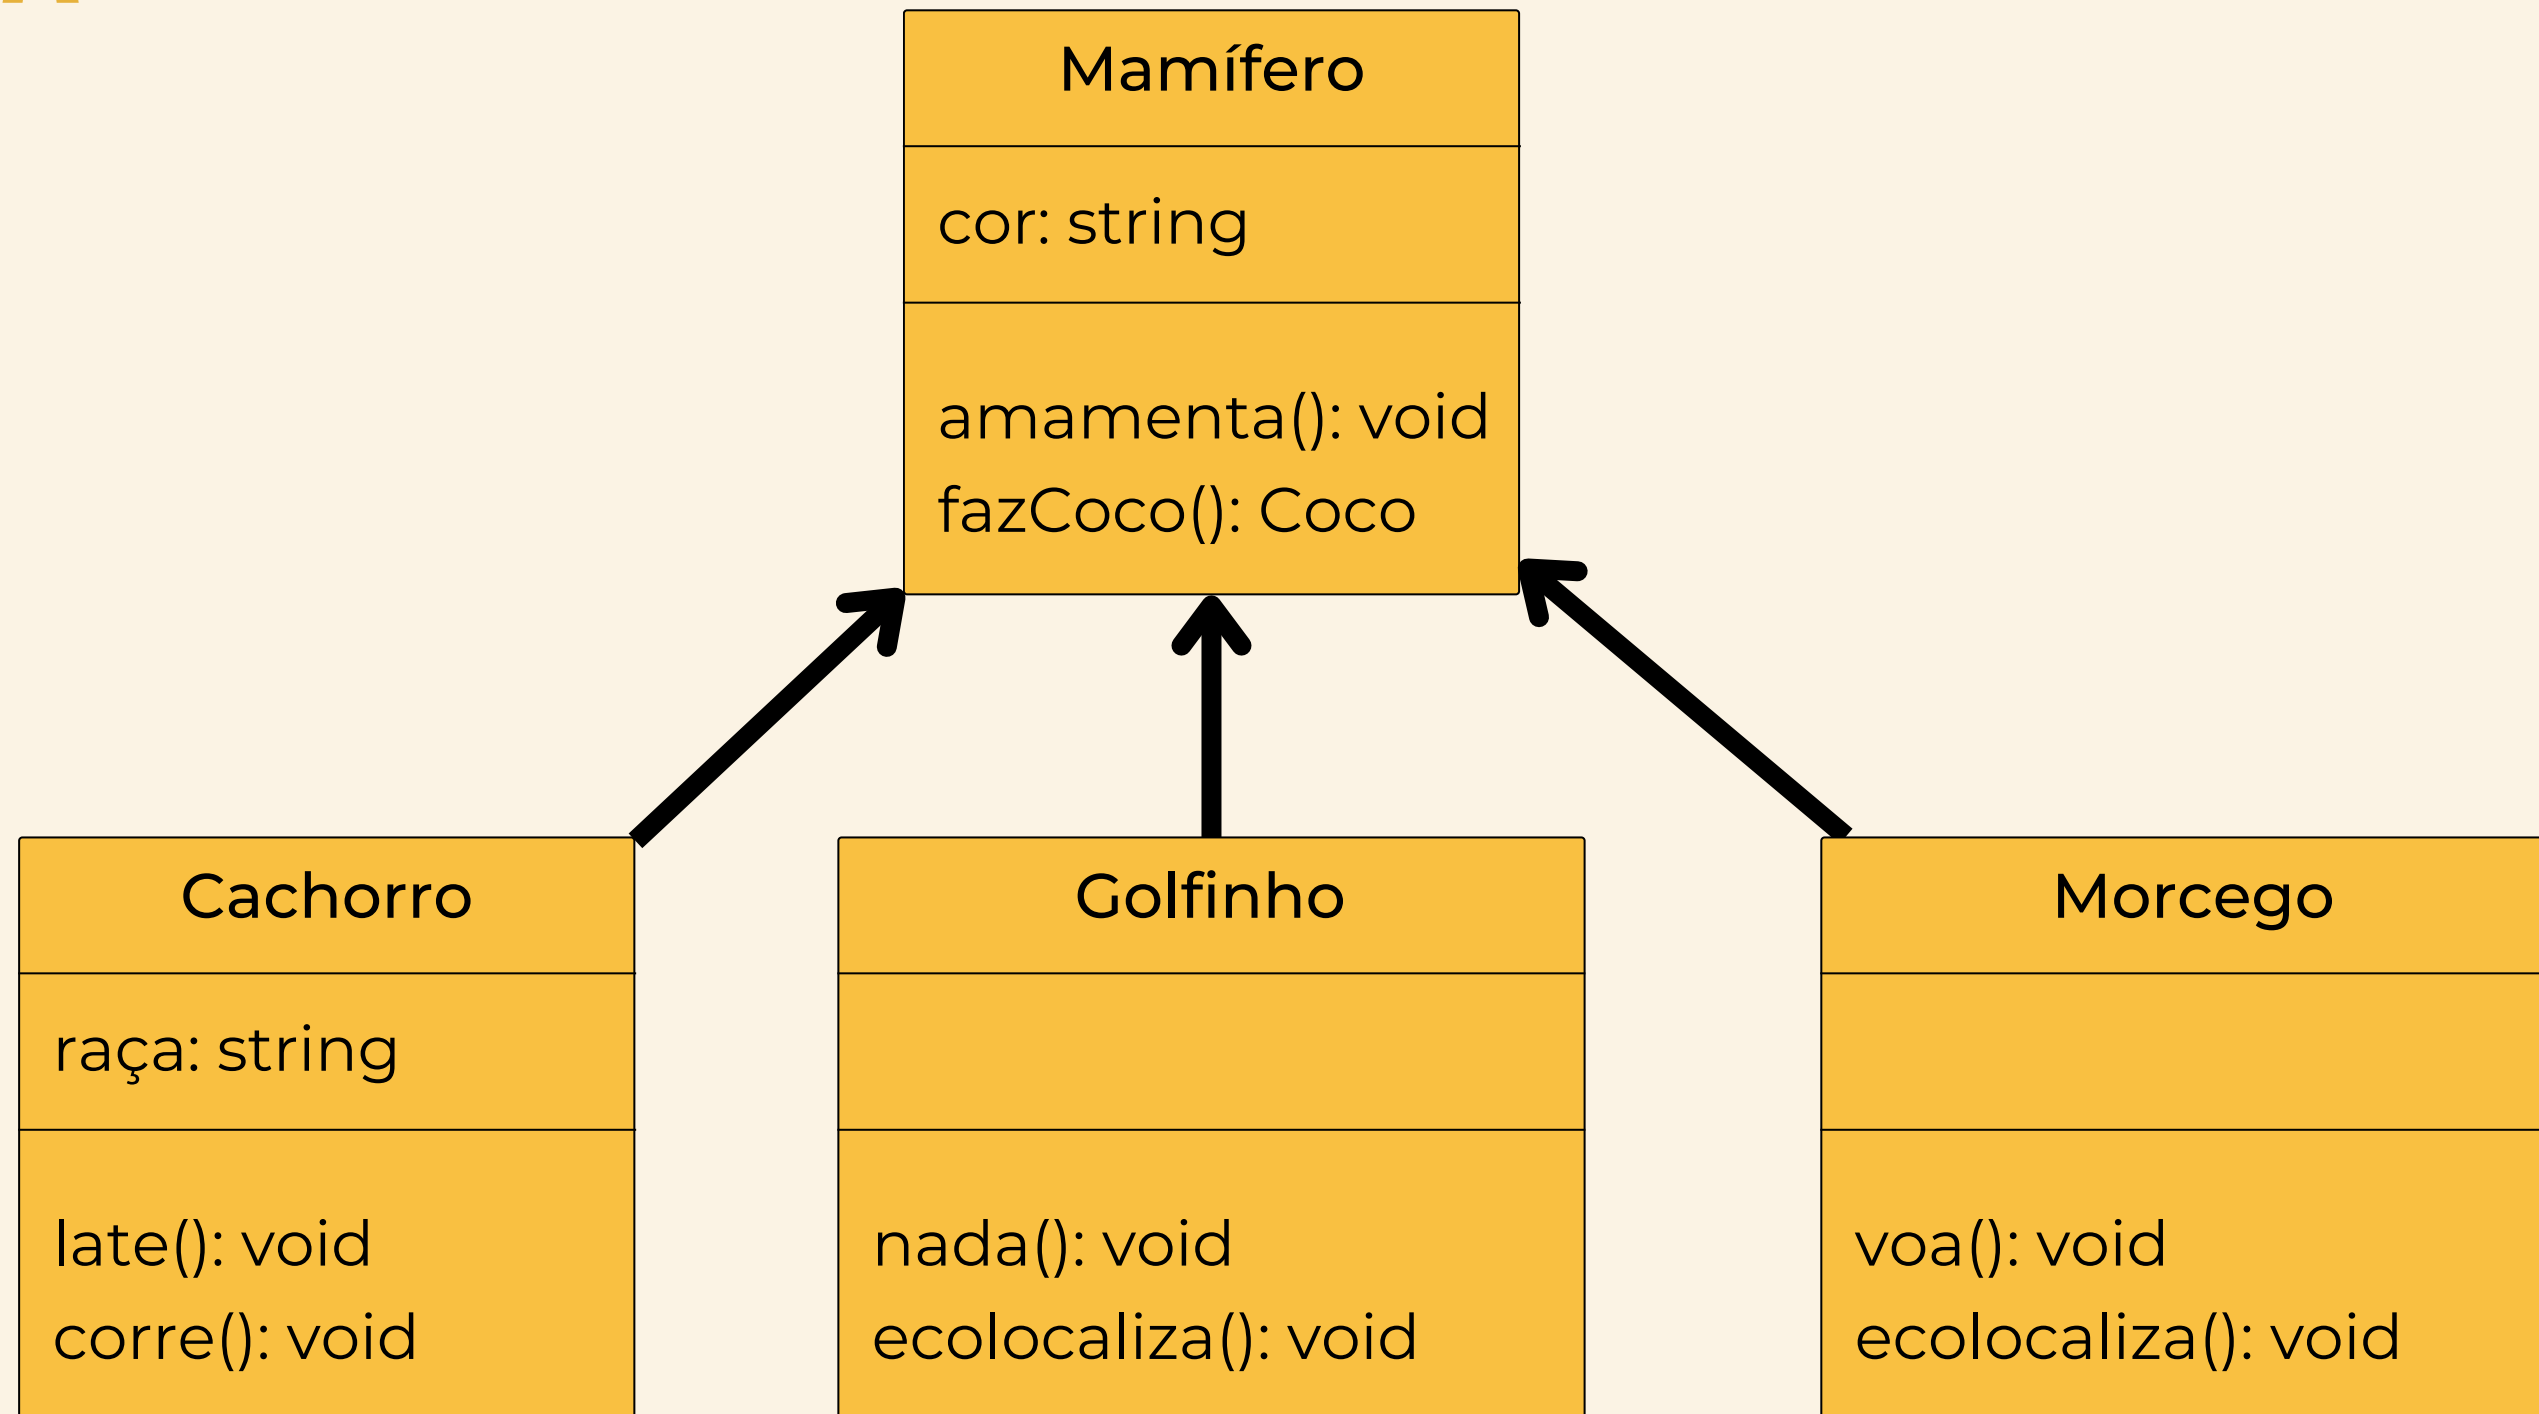 Mamífero
cor: string
amamenta(): void
fazCoco(): Coco
Cachorro
raça: string
late(): void
corre(): void
Golfinho
nada(): void
ecolocaliza(): void
Morcego
voa(): void
ecolocaliza(): void